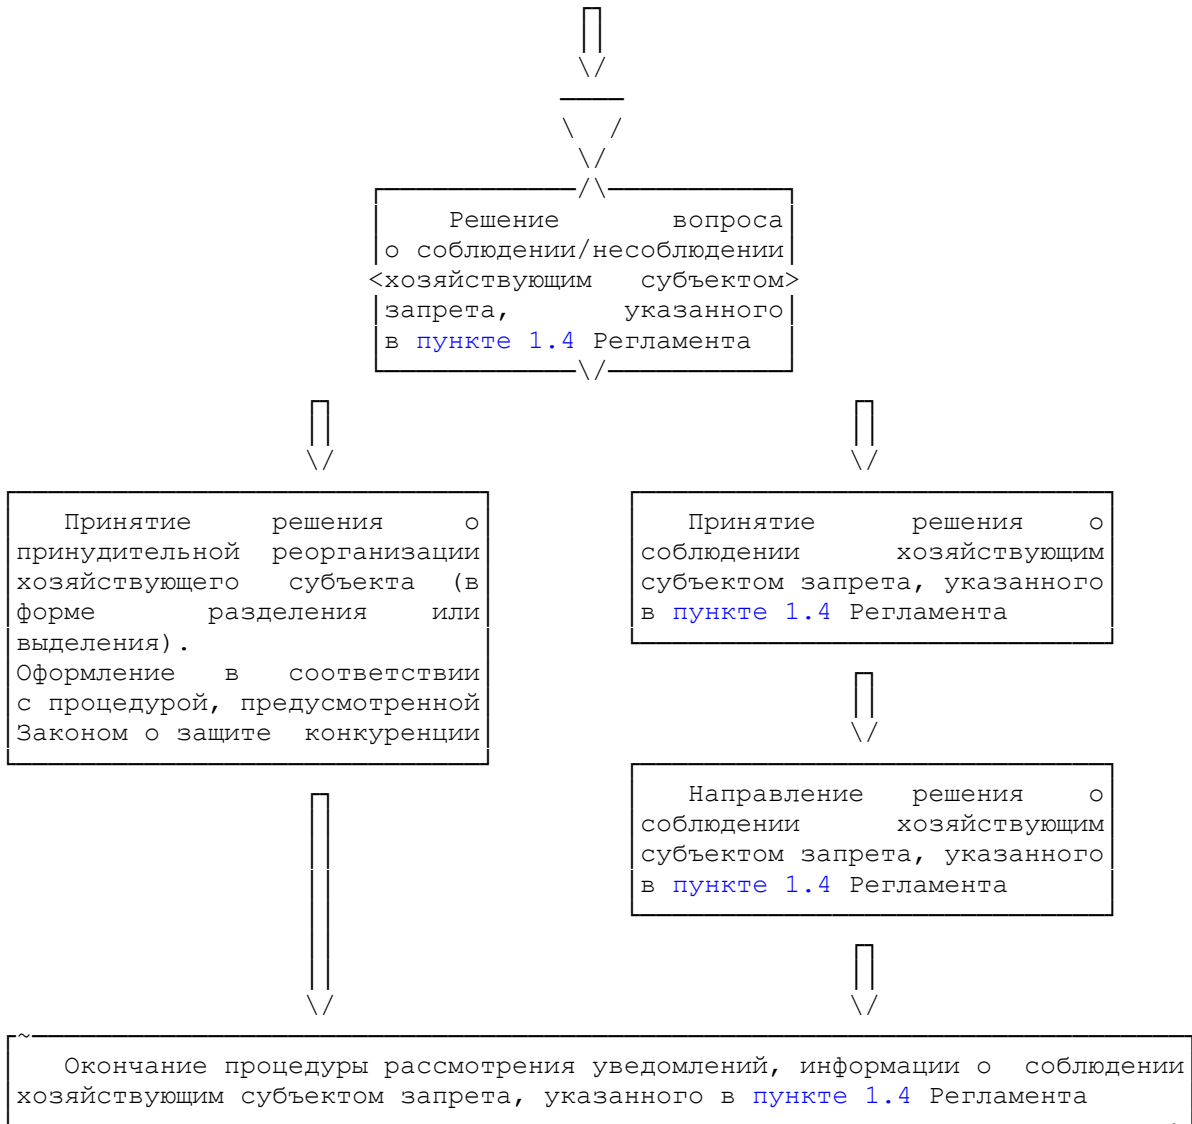 Решение вопроса
о соблюдении/несоблюдении
<хозяйствующим субъектом>
запрета, указанного
в пункте 1.4 Регламента
Принятие решения о
принудительной реорганизации
хозяйствующего субъекта (в
форме разделения или
выделения).
Оформление в соответствии
с процедурой, предусмотренной
Законом о защите конкуренции
Принятие решения о
соблюдении хозяйствующим
субъектом запрета, указанного
в пункте 1.4 Регламента
Направление решения о
соблюдении хозяйствующим
субъектом запрета, указанного
в пункте 1.4 Регламента
Окончание процедуры рассмотрения уведомлений, информации о соблюдении
хозяйствующим субъектом запрета, указанного в пункте 1.4 Регламента